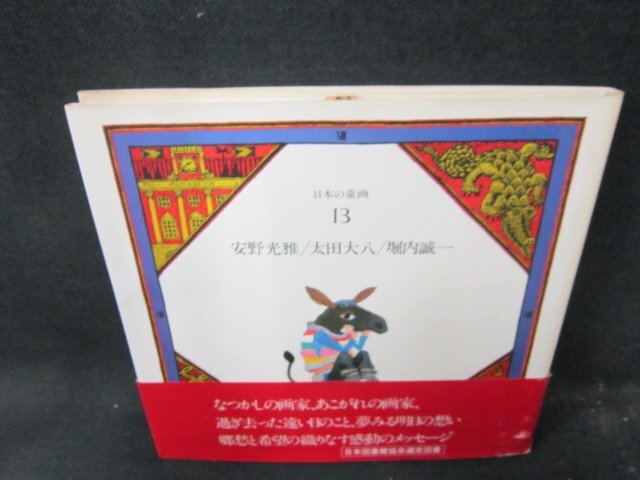 日本の童画
13
安野光雅/太田大八/堀内誠一
なつかしの画家、あこがれの画家、
過ぎ去った遠い日のこと、夢みる明日の想い
郷愁と希望の織りなす感動のメッセージ
日本図書館協会選定図書